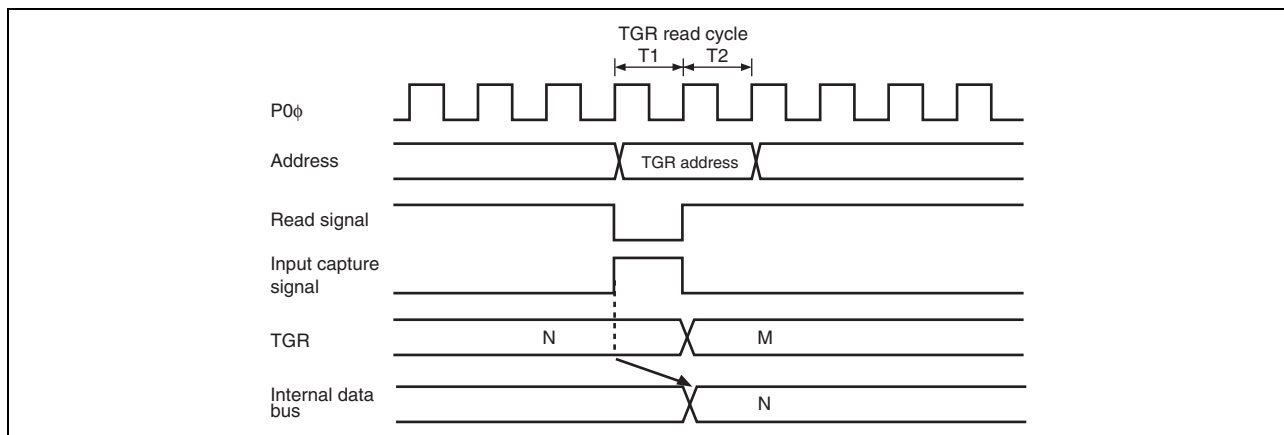 TGR read cycle
T1 T2
P0ϕ
Address
TGR address
Read signal
Input capture
signal
TGR
N M
Internal data
bus
N